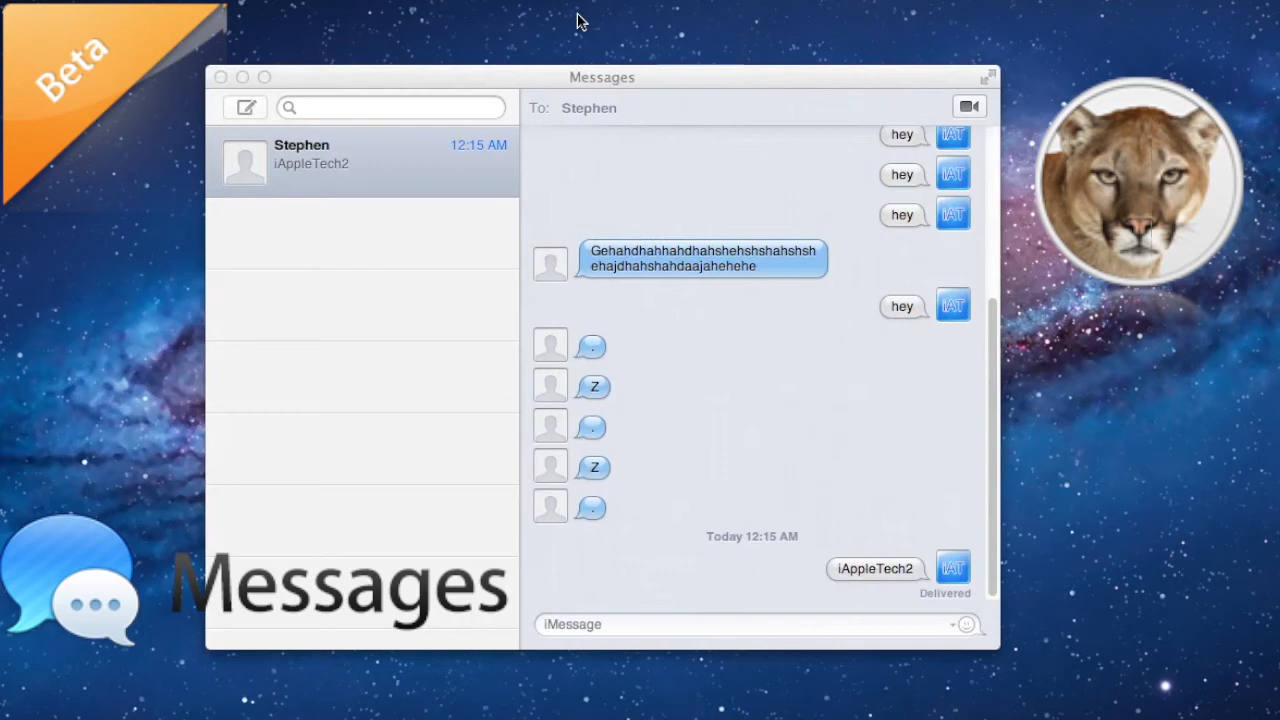 Beta
Messages
To: Stephen
Stephen 12:15 AM
iAppleTech2
hey iAT
hey iAT
hey iAT
Gehahdhahhahdhahshehshshahshsh
ehajdhahshahdaajahehehe
hey iAT
.
Z
.
Z
.
Today 12:15 AM
iAppleTech2 iAT
Delivered
iMessage
Messages